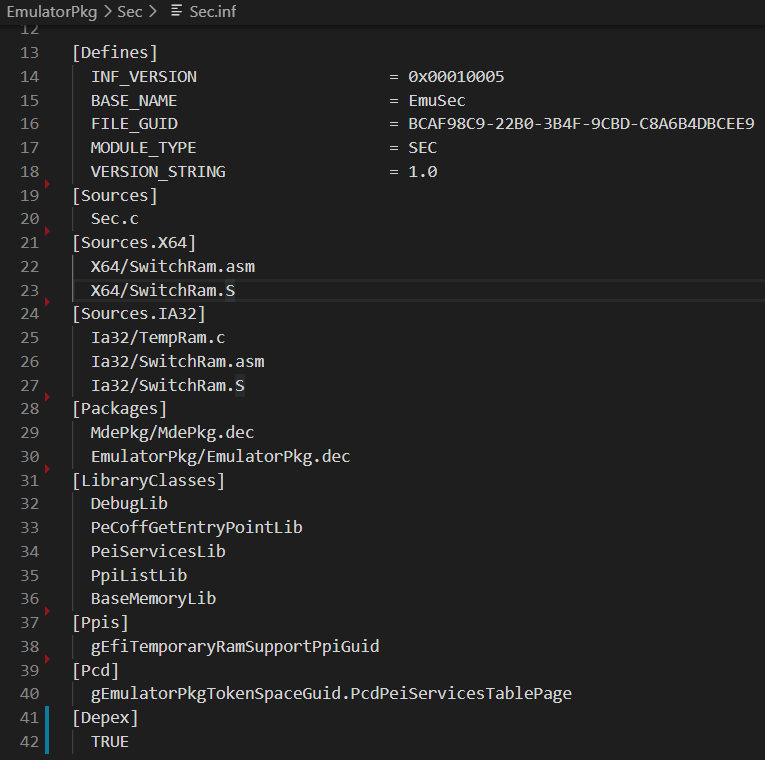 EmulatorPkg > Sec > Sec.inf
12
13 [Defines]
14 INF_VERSION = 0x00010005
15 BASE_NAME = EmuSec
16 FILE_GUID = BCAF98C9-22B0-3B4F-9CBD-C8A6B4DBCEE9
17 MODULE_TYPE = SEC
18 VERSION_STRING = 1.0
19 [Sources]
20 Sec.c
21 [Sources.X64]
22 X64/SwitchRam.asm
23 X64/SwitchRam.S
24 [Sources.IA32]
25 Ia32/TempRam.c
26 Ia32/SwitchRam.asm
27 Ia32/SwitchRam.S
28 [Packages]
29 MdePkg/MdePkg.dec
30 EmulatorPkg/EmulatorPkg.dec
31 [LibraryClasses]
32 DebugLib
33 PeCoffGetEntryPointLib
34 PeiServicesLib
35 PpiListLib
36 BaseMemoryLib
37 [Ppis]
38 gEfiTemporaryRamSupportPpiGuid
39 [Pcd]
40 gEmulatorPkgTokenSpaceGuid.PcdPeiServicesTablePage
41 [Depex]
42 TRUE